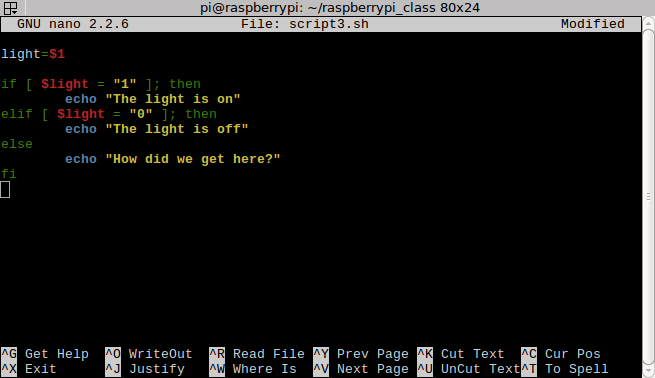 pi@raspberrypi: ~/raspberrypi_class 80x24
GNU nano 2.2.6 File: script3.sh Modified
light=$1
if [ $light = "1" ]; then
echo "The light is on"
elif [ $light = "0" ]; then
echo "The light is off"
else
echo "How did we get here?"
fi
^G Get Help ^O WriteOut ^R Read File ^Y Prev Page ^K Cut Text ^C Cur Pos
^X Exit ^J Justify ^W Where Is ^V Next Page ^U UnCut Text ^T To Spell